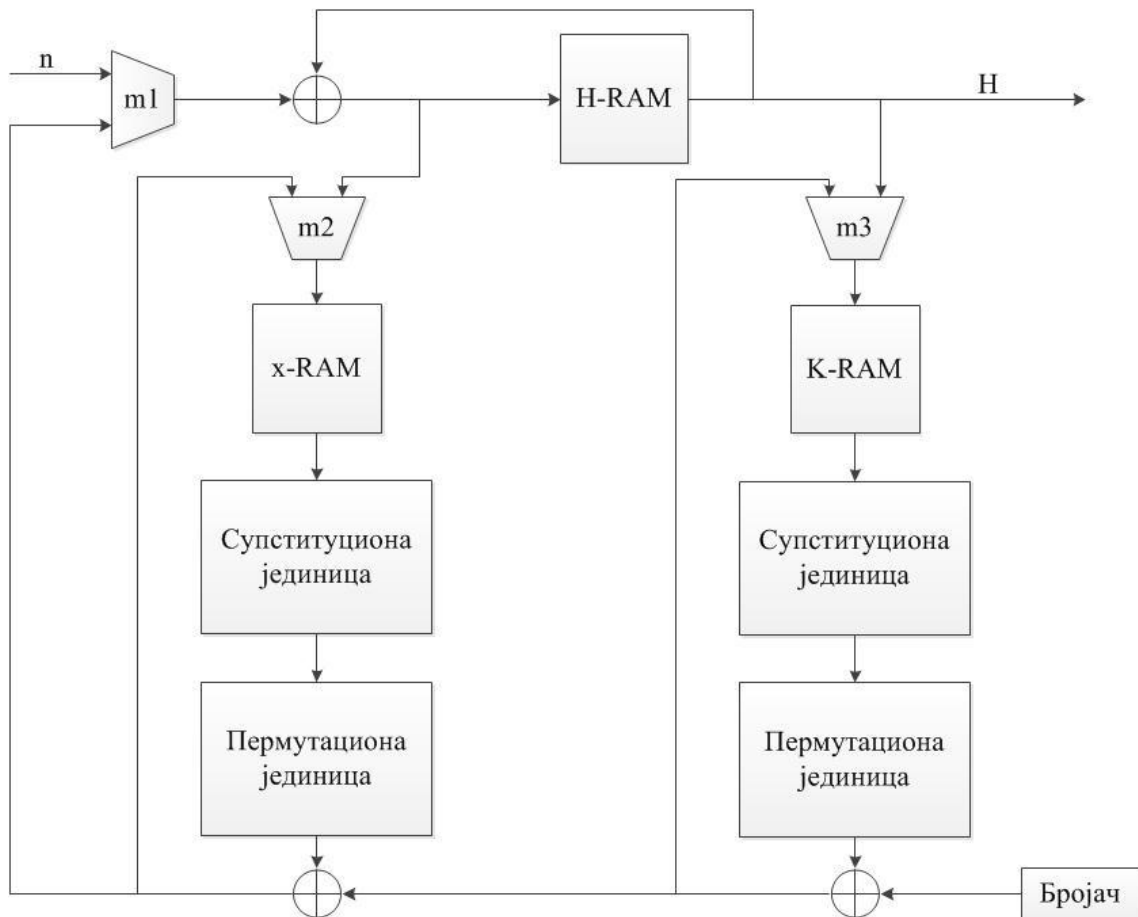 n
m1
H-RAM
H
m2
m3
x-RAM
K-RAM
Супституциона
јединица
Супституциона
јединица
Пермутациона
јединица
Пермутациона
јединица
Бројач